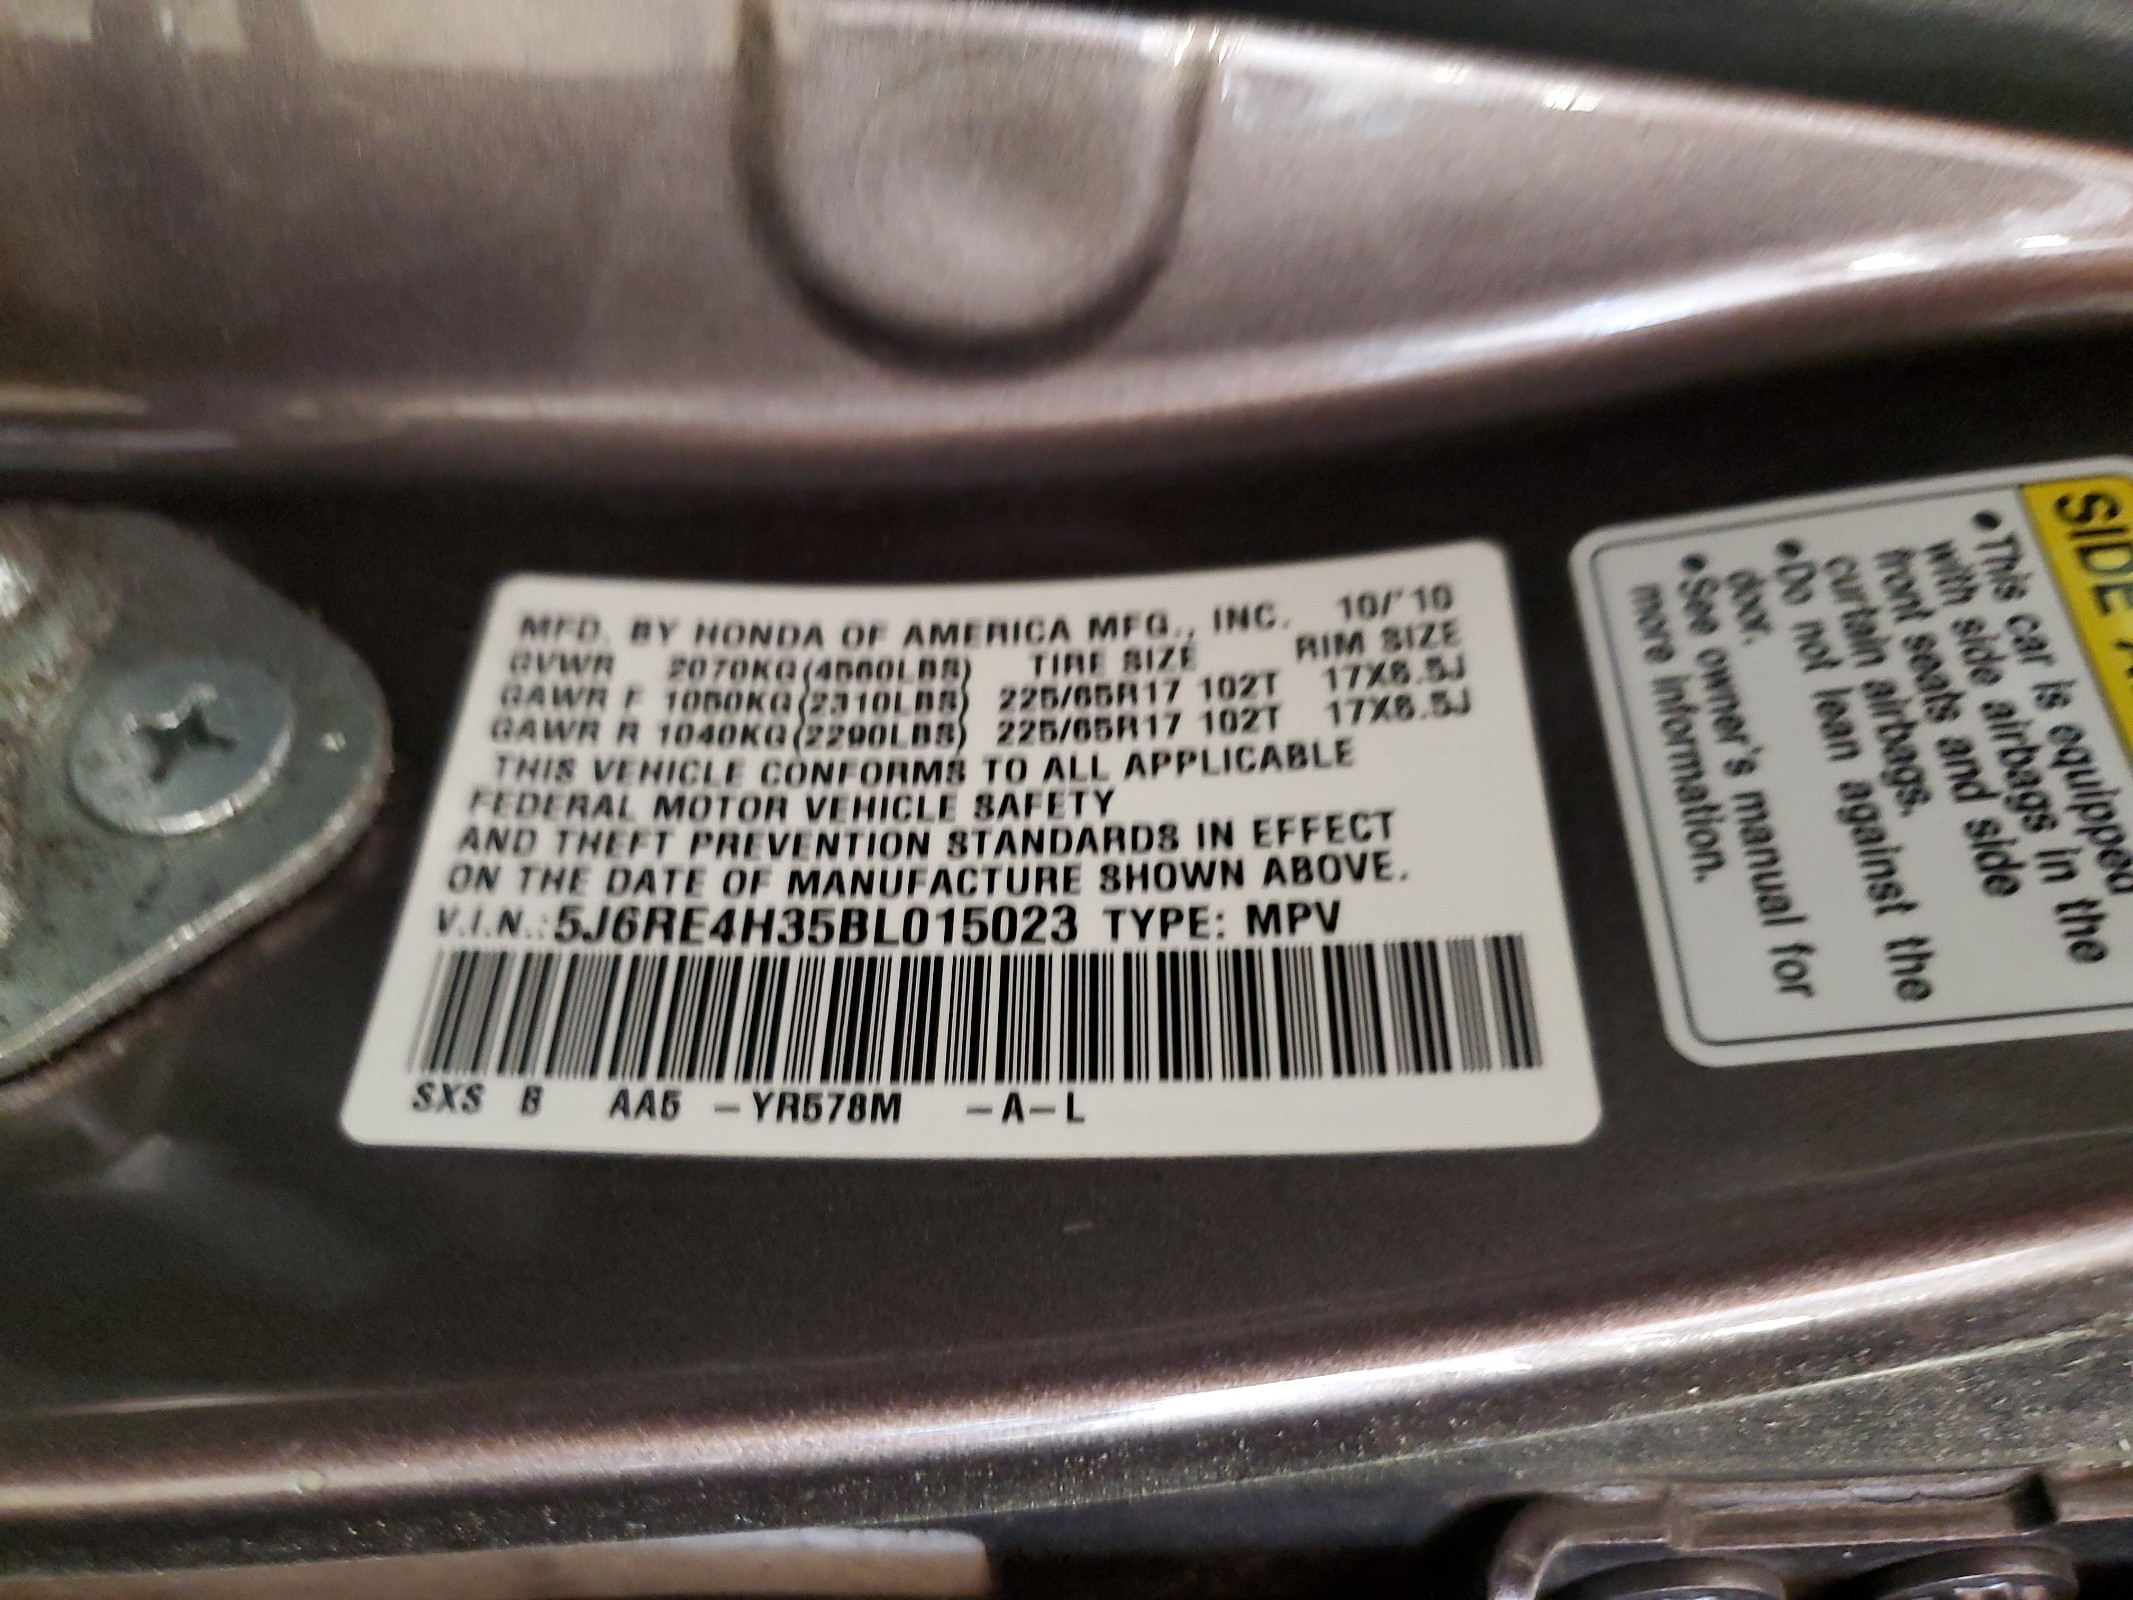 MFD. BY HONDA OF AMERICA MFG., INC. 10/'10
GVWR 2070KG(4560LBS) TIRE SIZE RIM SIZE
GAWR F 1050KG(2310LBS) 225/65R17 102T 17X6.5J
GAWR R 1040KG(2290LBS) 225/65R17 102T 17X6.5J
THIS VEHICLE CONFORMS TO ALL APPLICABLE
FEDERAL MOTOR VEHICLE SAFETY
AND THEFT PREVENTION STANDARDS IN EFFECT
ON THE DATE OF MANUFACTURE SHOWN ABOVE.
V.I.N.: 5J6RE4H35BL015023 TYPE: MPV
SXS B AA5 -YR578M -A-L
SIDE
•This car is equipped
with side airbags in the
front seats and side
curtain airbags.
•Do not lean against the
door.
•See owner's manual for
more information.